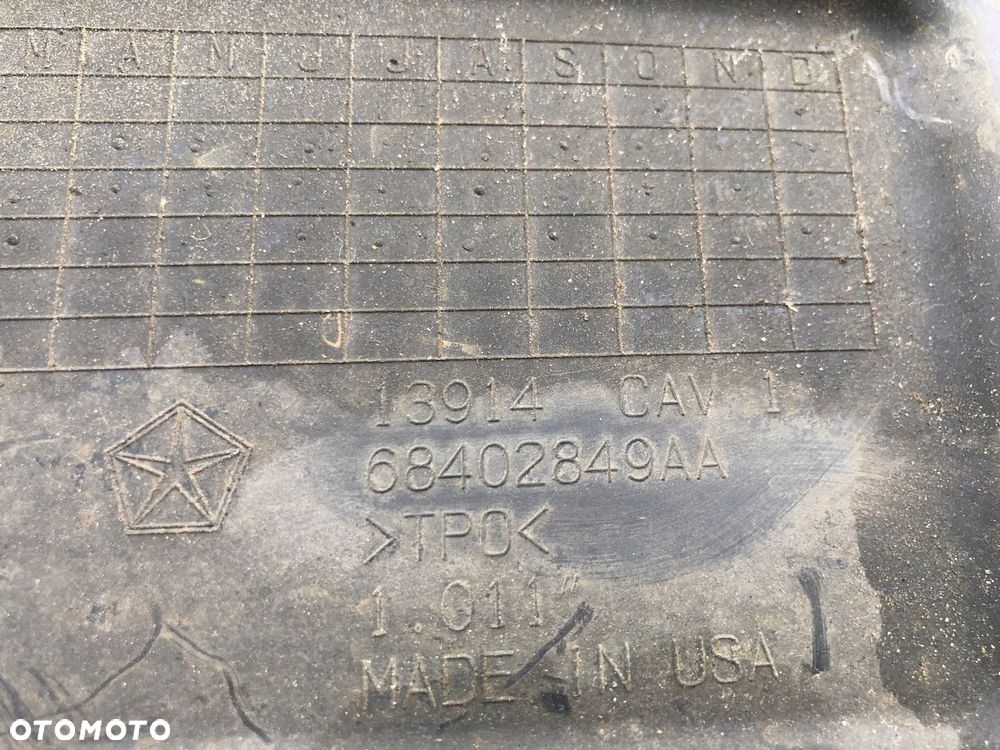 M A M J J A S O N D
13914 CAV 1
68402849AA
>TPO<
1.011"
MADE IN USA
OTOMOTO